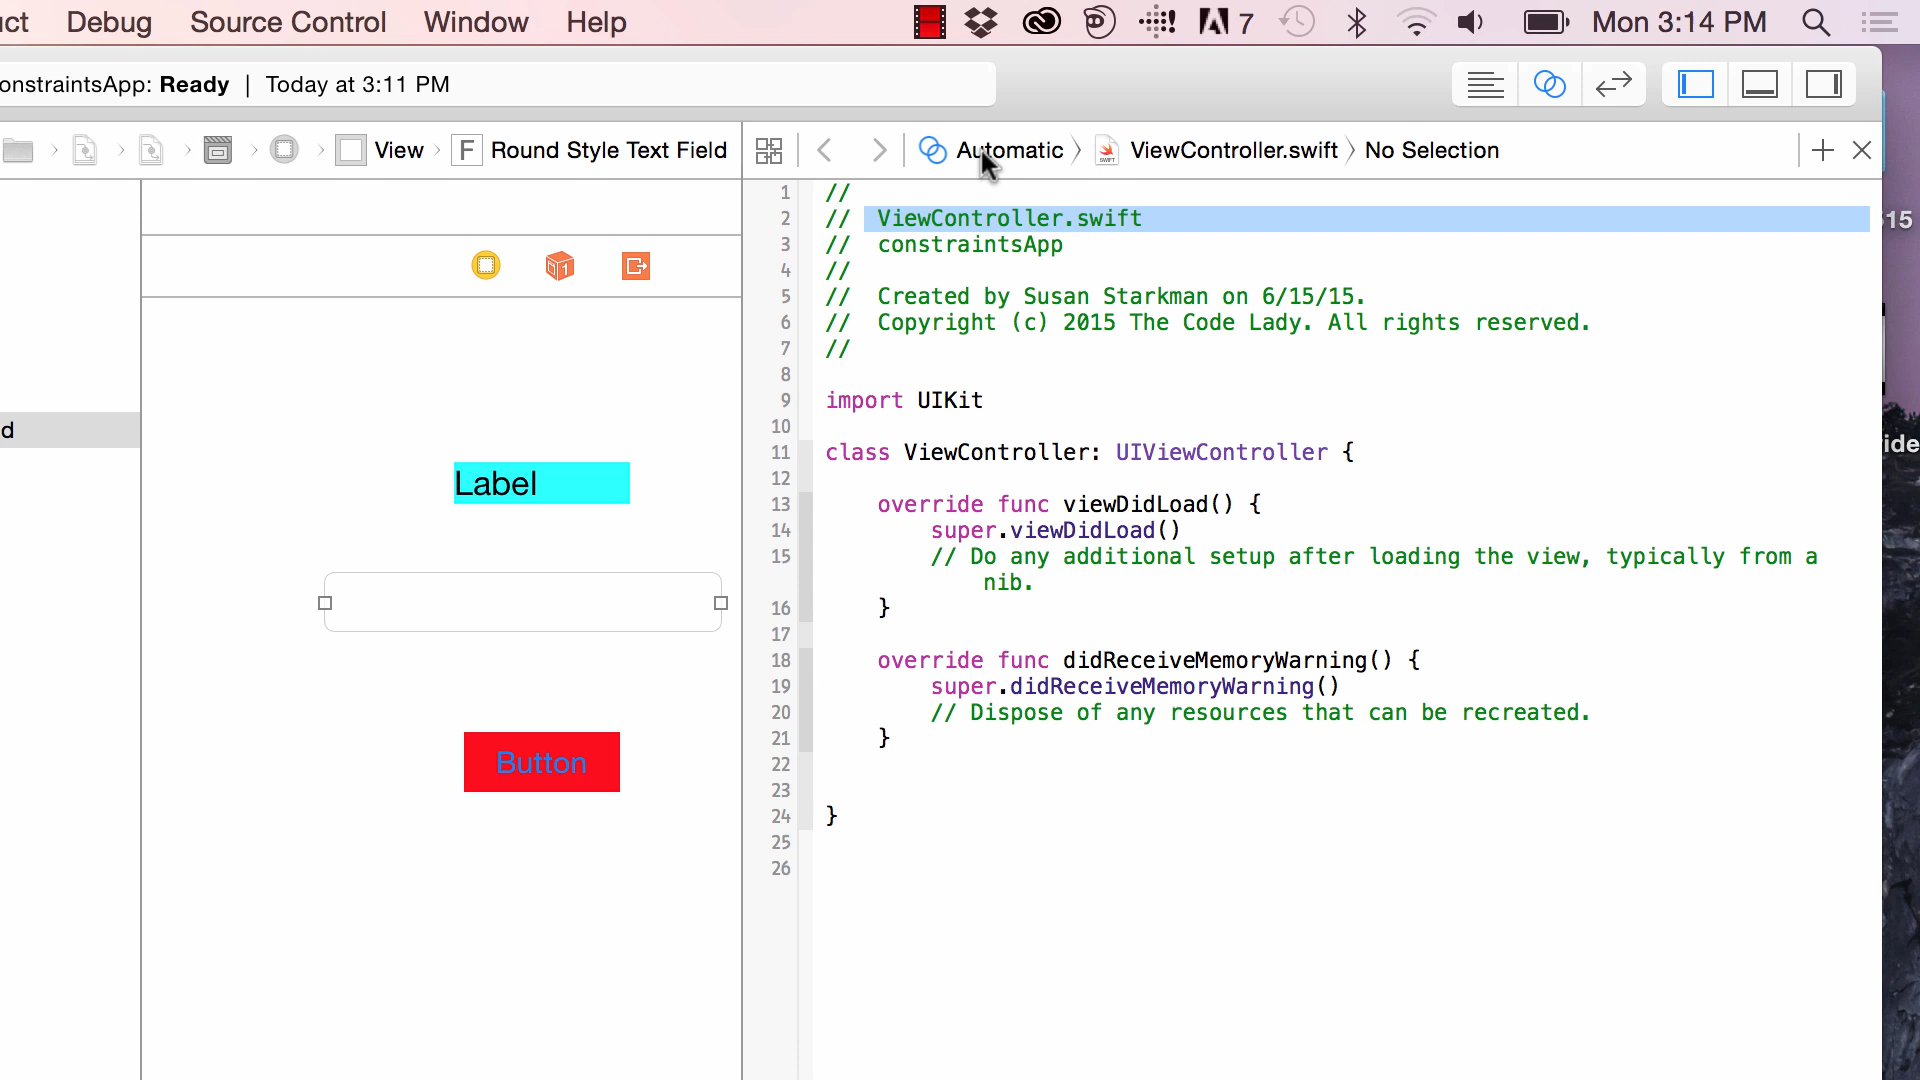 ct Debug Source Control Window Help 7 Mon 3:14 PM
onstraintsApp: Ready | Today at 3:11 PM
View F Round Style Text Field Automatic ViewController.swift No Selection
1 //
2 // ViewController.swift
3 // constraintsApp
4 //
5 // Created by Susan Starkman on 6/15/15.
6 // Copyright (c) 2015 The Code Lady. All rights reserved.
7 //
8
9 import UIKit
10
11 class ViewController: UIViewController {
12
13 override func viewDidLoad() {
14 super.viewDidLoad()
15 // Do any additional setup after loading the view, typically from a
nib.
16 }
17
18 override func didReceiveMemoryWarning() {
19 super.didReceiveMemoryWarning()
20 // Dispose of any resources that can be recreated.
21 }
22
23
24 }
25
26
d
Label
Button
15
ide